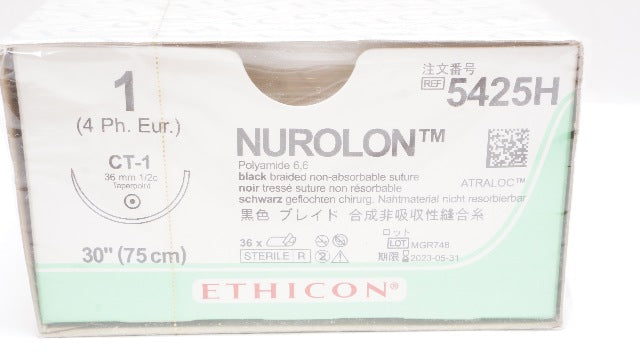 1
(4 Ph. Eur.)
CT-1
36 mm 1/2c
Taperpoint
30" (75 cm)
注文番号
REF 5425H
NUROLON™
Polyamide 6,6
ATRALOC™
black braided non-absorbable suture
noir tressé suture non résorbable
schwarz geflochten chirurg. Nahtmaterial nicht resorbierbar
黒色 ブレイド 合成非吸収性縫合糸
36 x
STERILE R
ロット
LOT MGR748
期限 2023-05-31
ETHICON®